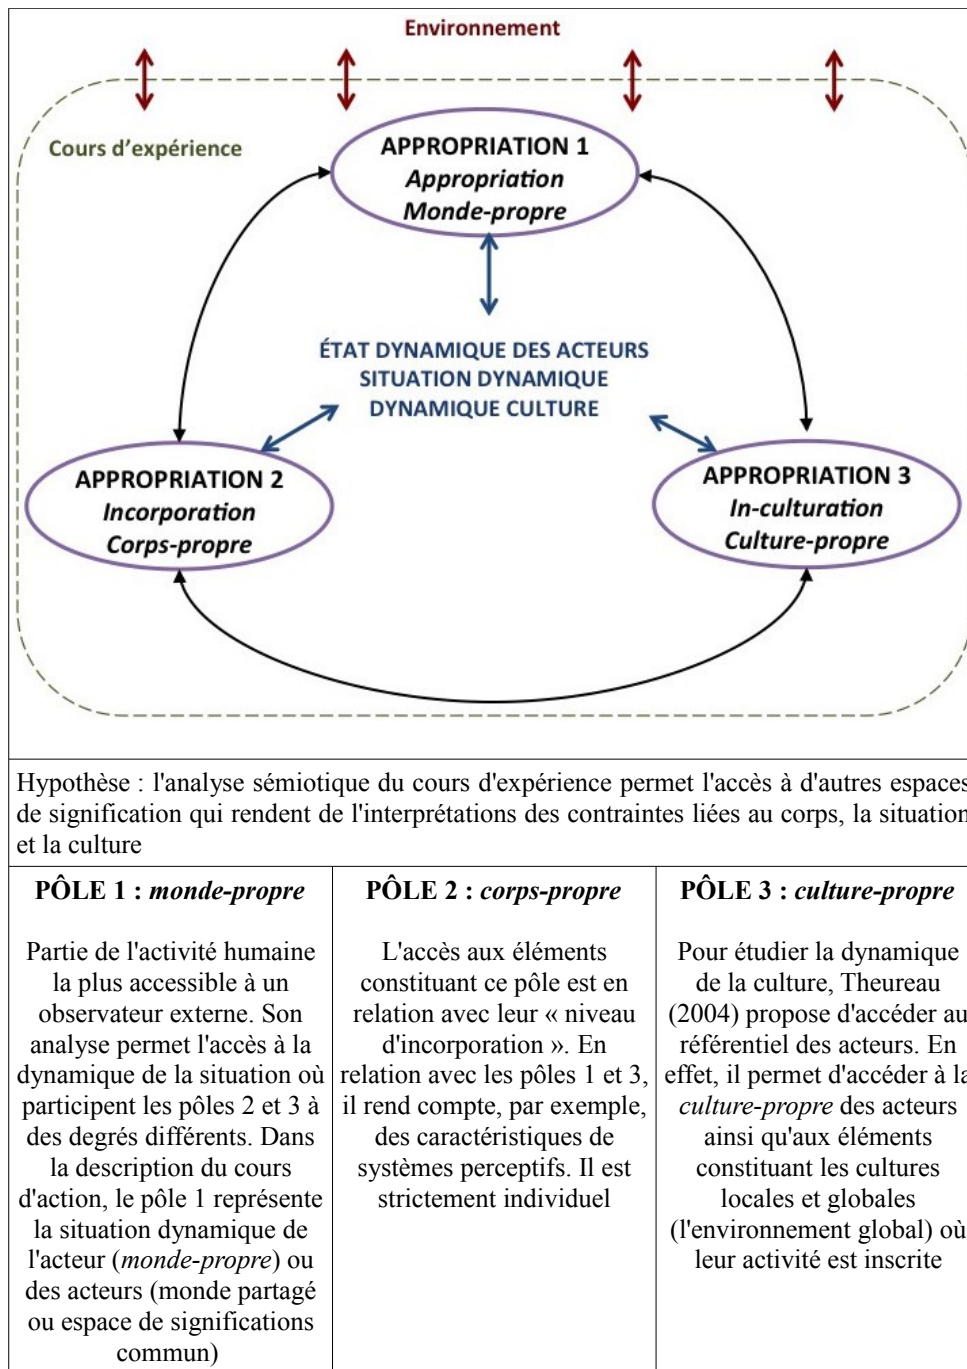 Environnement
Cours d'expérience
APPROPRIATION 1
Appropriation
Monde-propre
ÉTAT DYNAMIQUE DES ACTEURS
SITUATION DYNAMIQUE
DYNAMIQUE CULTURE
APPROPRIATION 2
Incorporation
Corps-propre
APPROPRIATION 3
In-culturation
Culture-propre
Hypothèse : l'analyse sémiotique du cours d'expérience permet l'accès à d'autres espaces
de signification qui rendent de l'interprétations des contraintes liées au corps, la situation
et la culture
PÔLE 1 : monde-propre
Partie de l'activité humaine
la plus accessible à un
observateur externe. Son
analyse permet l'accès à la
dynamique de la situation où
participent les pôles 2 et 3 à
des degrés différents. Dans
la description du cours
d'action, le pôle 1 représente
la situation dynamique de
l'acteur (monde-propre) ou
des acteurs (monde partagé
ou espace de significations
commun)
PÔLE 2 : corps-propre
L'accès aux éléments
constituant ce pôle est en
relation avec leur « niveau
d'incorporation ». En
relation avec les pôles 1 et 3,
il rend compte, par exemple,
des caractéristiques de
systèmes perceptifs. Il est
strictement individuel
PÔLE 3 : culture-propre
Pour étudier la dynamique
de la culture, Theureau
(2004) propose d'accéder au
référentiel des acteurs. En
effet, il permet d'accéder à la
culture-propre des acteurs
ainsi qu'aux éléments
constituant les cultures
locales et globales
(l'environnement global) où
leur activité est inscrite